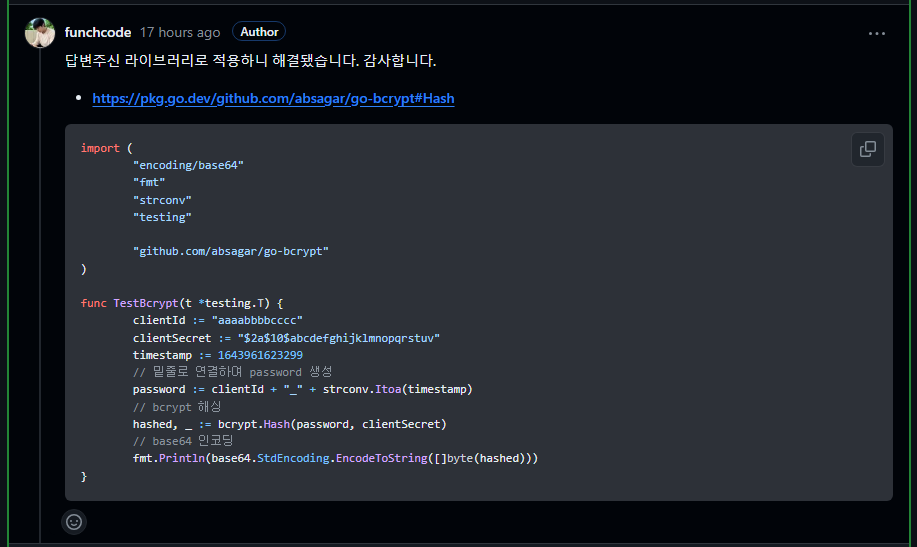 funchcode 17 hours ago Author
답변주신 라이브러리로 적용하니 해결됐습니다. 감사합니다.
https://pkg.go.dev/github.com/absagar/go-bcrypt#Hash
import (
"encoding/base64"
"fmt"
"strconv"
"testing"
"github.com/absagar/go-bcrypt"
)
func TestBcrypt(t *testing.T) {
clientId := "aaaabbbbcccc"
clientSecret := "$2a$10$abcdefghijklmnopqrstuv"
timestamp := 1643961623299
// 밑줄로 연결하여 password 생성
password := clientId + "_" + strconv.Itoa(timestamp)
// bcrypt 해싱
hashed, _ := bcrypt.Hash(password, clientSecret)
// base64 인코딩
fmt.Println(base64.StdEncoding.EncodeToString([]byte(hashed)))
}